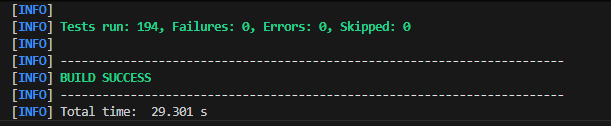 [INFO]
[INFO] Tests run: 194, Failures: 0, Errors: 0, Skipped: 0
[INFO]
[INFO] ------------------------------------------------------------------------
[INFO] BUILD SUCCESS
[INFO] ------------------------------------------------------------------------
[INFO] Total time:  29.301 s